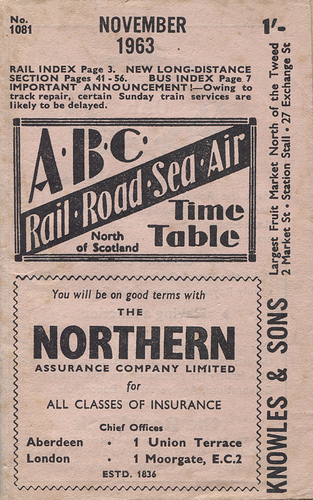 No.
1081
NOVEMBER
1963
1'-
RAIL INDEX Page 3. NEW LONG-DISTANCE
SECTION Pages 41 - 56. BUS INDEX Page 7
IMPORTANT ANNOUNCEMENT!—Owing to
track repair, certain Sunday train services are
likely to be delayed.
A·B·C·
Rail·Road·Sea·Air
Time
Table
North
of Scotland
You will be on good terms with
THE
NORTHERN
ASSURANCE COMPANY LIMITED
for
ALL CLASSES OF INSURANCE
Chief Offices
Aberdeen · 1 Union Terrace
London · 1 Moorgate, E.C.2
ESTD. 1836
KNOWLES & SONS
Largest Fruit Market North of the Tweed
2 Market St · Station Stall · 27 Exchange St